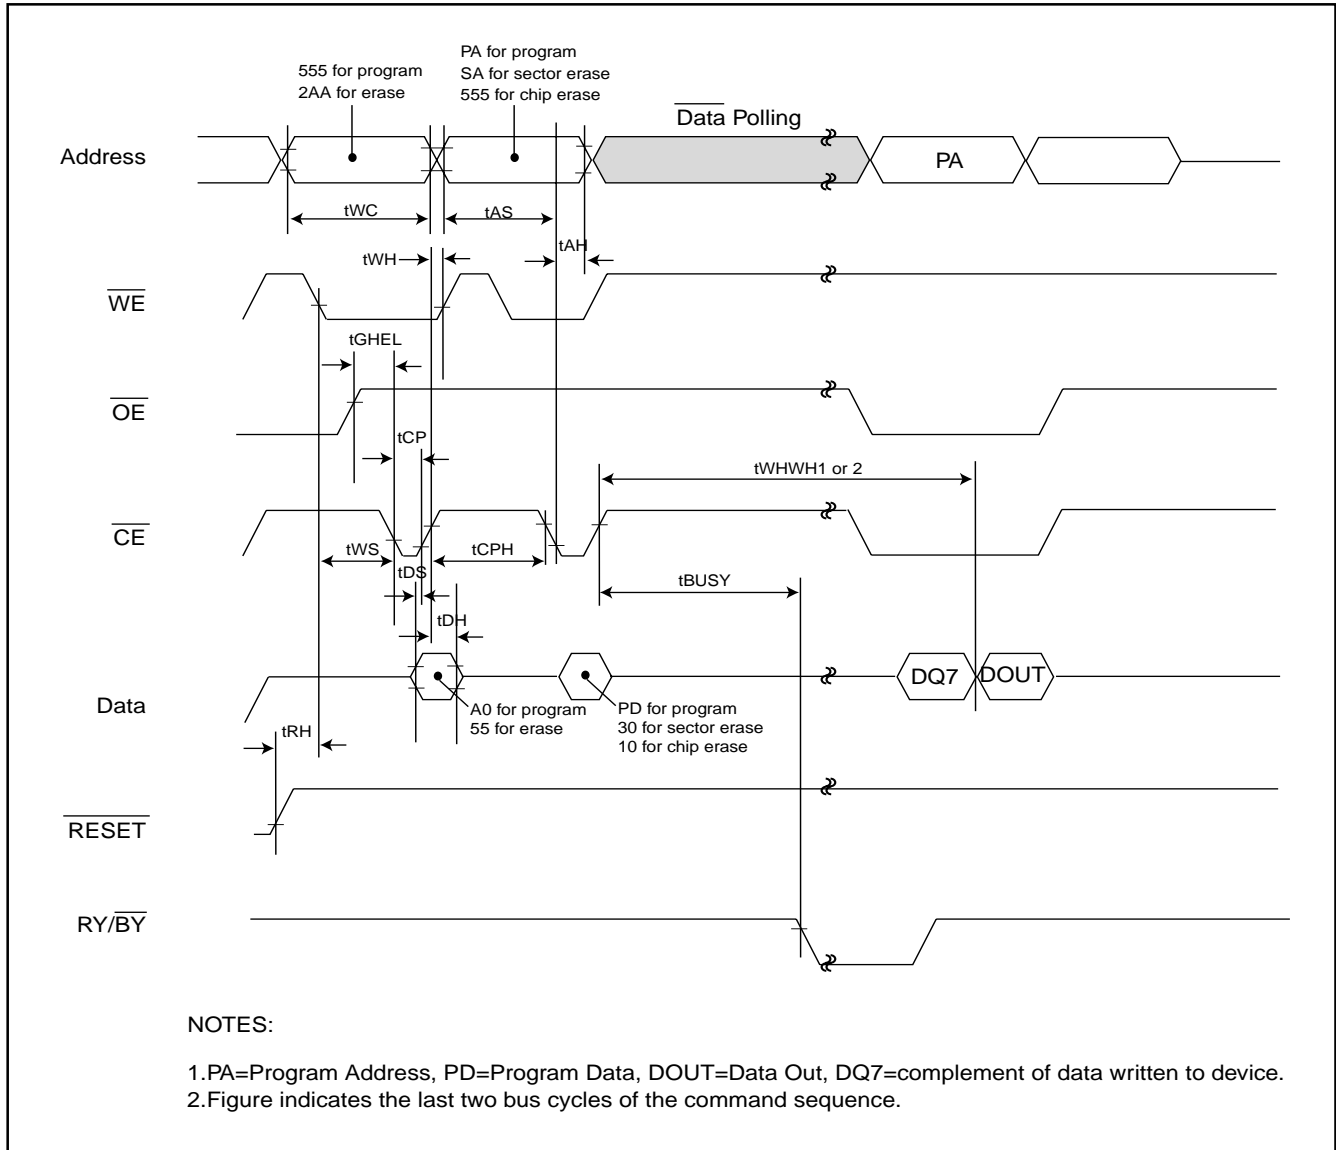 PA for program
SA for sector erase
555 for chip erase
555 for program
2AA for erase
Data Polling
Address
PA
tWC
tAS
tAH
tWH
WE
tGHEL
OE
tCP
tWHWH1 or 2
CE
tWS
tCPH
tDS
tBUSY
tDH
DQ7
DOUT
Data
A0 for program
55 for erase
PD for program
30 for sector erase
10 for chip erase
tRH
RESET
RY/BY
NOTES:
1.PA=Program Address, PD=Program Data, DOUT=Data Out, DQ7=complement of data written to device.
2.Figure indicates the last two bus cycles of the command sequence.